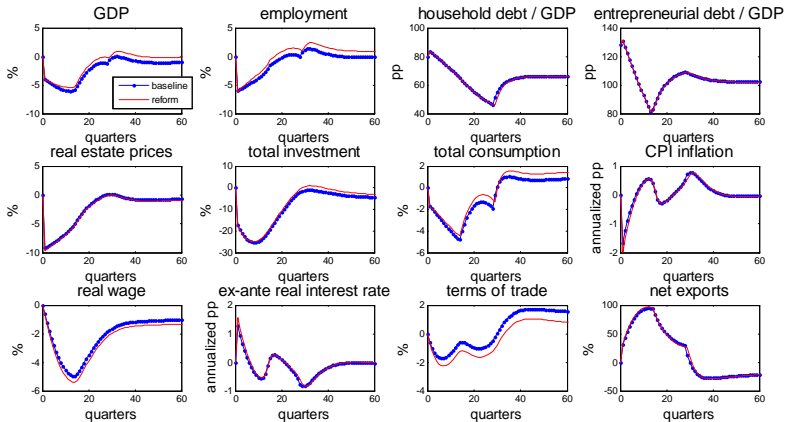 GDP
employment
household debt / GDP
entrepreneurial debt / GDP
5
0
-5
-10
%
0 20 40 60
quarters
baseline
reform
5
0
-5
-10
%
0 20 40 60
quarters
100
80
60
40
pp
0 20 40 60
quarters
140
120
100
80
pp
0 20 40 60
quarters
real estate prices
total investment
total consumption
CPI inflation
5
0
-5
-10
%
0 20 40 60
quarters
10
0
-10
-20
-30
%
0 20 40 60
quarters
2
0
-2
-4
-6
%
0 20 40 60
quarters
1
0
-1
-2
annualized pp
0 20 40 60
quarters
real wage
ex-ante real interest rate
terms of trade
net exports
0
-2
-4
-6
%
0 20 40 60
quarters
2
1
0
-1
annualized pp
0 20 40 60
quarters
2
0
-2
-4
%
0 20 40 60
quarters
100
50
0
-50
%
0 20 40 60
quarters